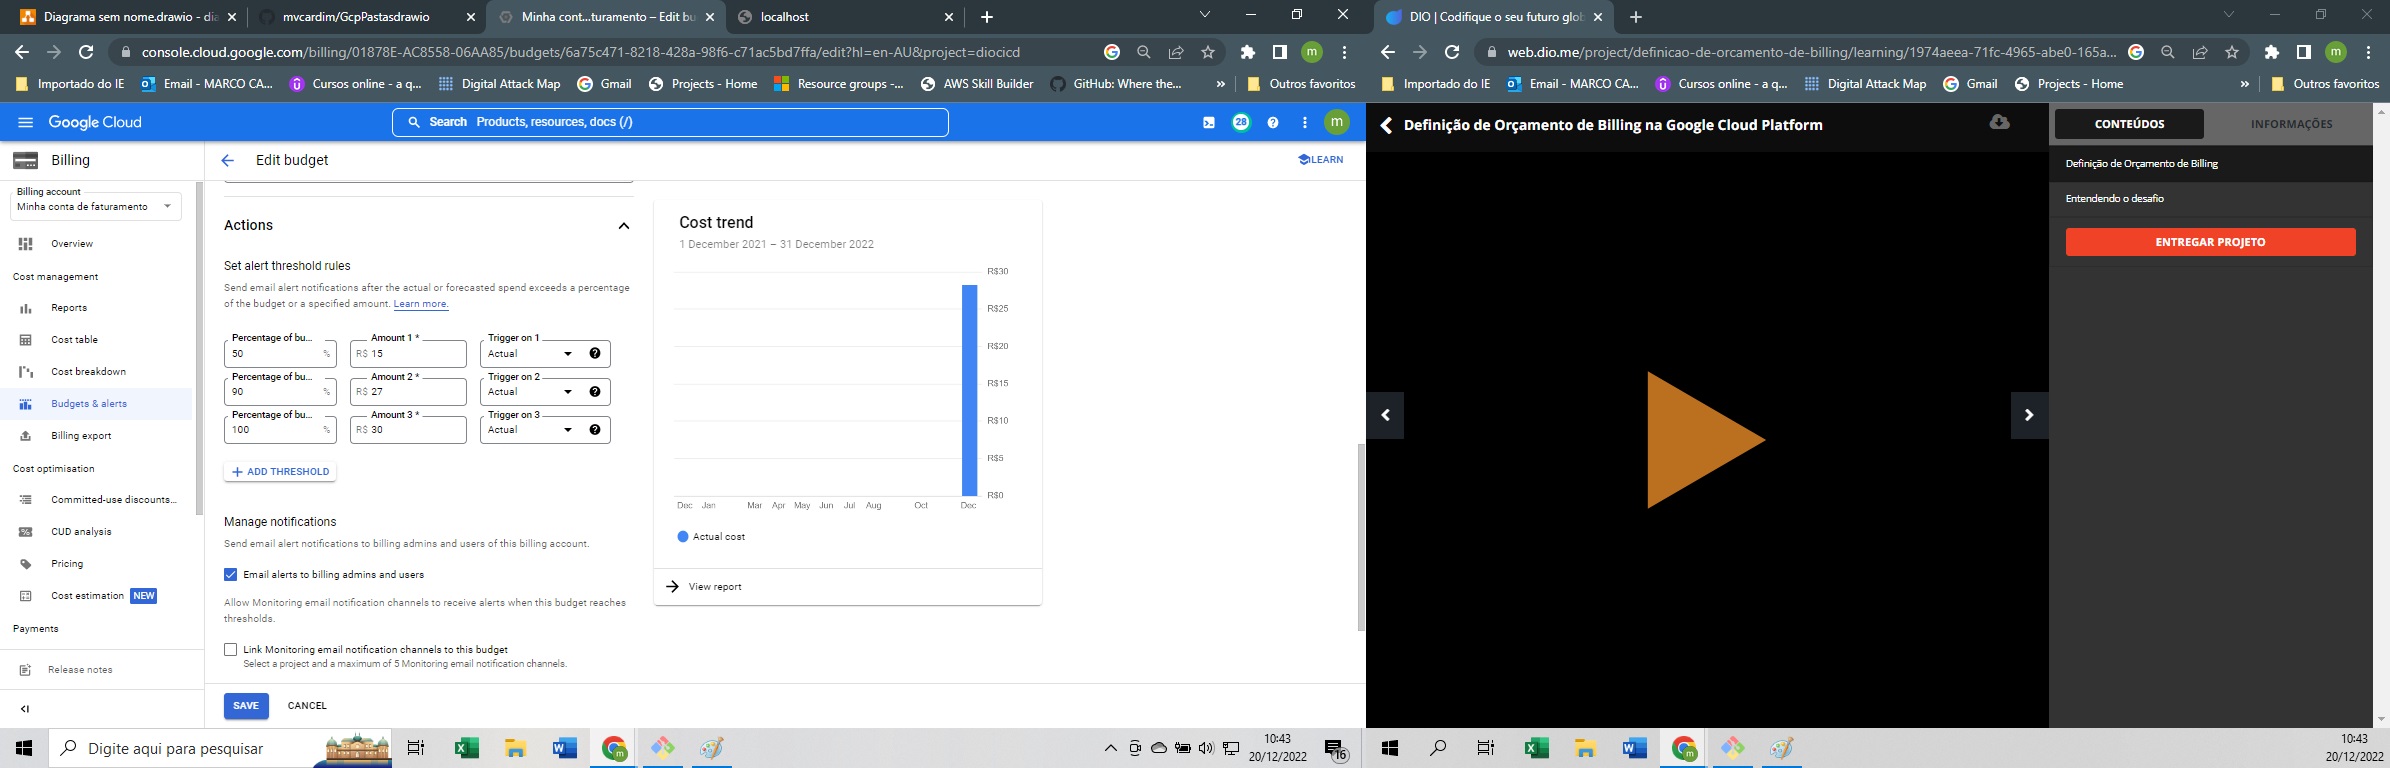 Diagrama sem nome.drawio - dia
mvcardim/GcpPastasdrawio
Minha cont...turamento – Edit bu
localhost
console.cloud.google.com/billing/01878E-AC8558-06AA85/budgets/6a75c471-8218-428a-98f6-c71ac5bd7ffa/edit?hl=en-AU&project=diocicd
m
Importado do IE
Email - MARCO CA...
Cursos online - a q...
Digital Attack Map
Gmail
Projects - Home
Resource groups -...
AWS Skill Builder
GitHub: Where the...
»
Outros favoritos
Google Cloud
Search Products, resources, docs (/)
28
m
Billing
Edit budget
LEARN
Billing account
Minha conta de faturamento
Overview
Cost management
Reports
Cost table
Cost breakdown
Budgets & alerts
Billing export
Cost optimisation
Committed-use discounts...
CUD analysis
Pricing
Cost estimation NEW
Payments
Release notes
Actions
Set alert threshold rules
Send email alert notifications after the actual or forecasted spend exceeds a percentage
of the budget or a specified amount. Learn more.
Percentage of bu... Amount 1 * Trigger on 1
50 % R$ 15 Actual
Percentage of bu... Amount 2 * Trigger on 2
90 % R$ 27 Actual
Percentage of bu... Amount 3 * Trigger on 3
100 % R$ 30 Actual
+ ADD THRESHOLD
Manage notifications
Send email alert notifications to billing admins and users of this billing account.
Email alerts to billing admins and users
Allow Monitoring email notification channels to receive alerts when this budget reaches
thresholds.
Link Monitoring email notification channels to this budget
Select a project and a maximum of 5 Monitoring email notification channels.
SAVE CANCEL
Cost trend
1 December 2021 – 31 December 2022
R$30
R$25
R$20
R$15
R$10
R$5
R$0
Dec Jan Mar Apr May Jun Jul Aug Oct Dec
Actual cost
View report
Digite aqui para pesquisar
10:43
20/12/2022
16
DIO | Codifique o seu futuro glob
web.dio.me/project/definicao-de-orcamento-de-billing/learning/1974aeea-71fc-4965-abe0-165a...
m
Importado do IE
Email - MARCO CA...
Cursos online - a q...
Digital Attack Map
Gmail
Projects - Home
»
Outros favoritos
Definição de Orçamento de Billing na Google Cloud Platform
CONTEÚDOS
INFORMAÇÕES
Definição de Orçamento de Billing
Entendendo o desafio
ENTREGAR PROJETO
10:43
20/12/2022